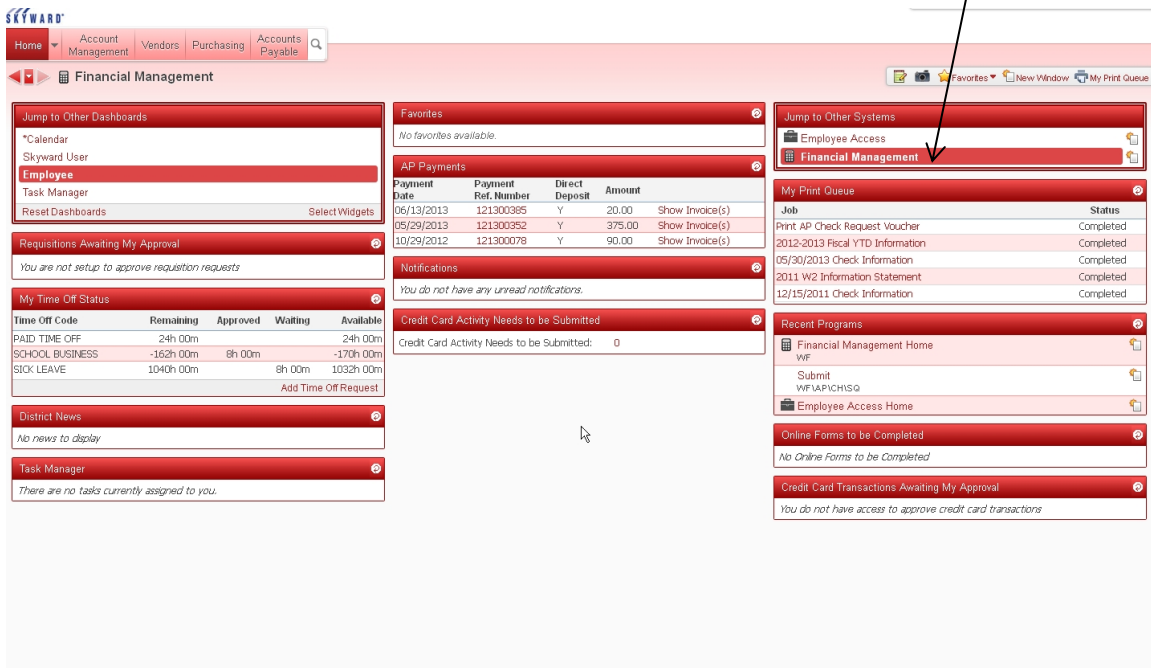 SKYWARD
Home Account Management Vendors Purchasing Accounts Payable
Financial Management
Favorites New Window My Print Queue
Jump to Other Dashboards
*Calendar
Skyward User
Employee
Task Manager
Reset Dashboards Select Widgets
Requisitions Awaiting My Approval
You are not setup to approve requisition requests
My Time Off Status
Time Off Code Remaining Approved Waiting Available
PAID TIME OFF 24h 00m 24h 00m
SCHOOL BUSINESS -162h 00m 8h 00m -170h 00m
SICK LEAVE 1040h 00m 8h 00m 1032h 00m
Add Time Off Request
District News
No news to display
Task Manager
There are no tasks currently assigned to you.
Favorites
No favorites available.
AP Payments
Payment Date Payment Ref. Number Direct Deposit Amount
06/13/2013 121300385 Y 20.00 Show Invoice(s)
05/29/2013 121300352 Y 375.00 Show Invoice(s)
10/29/2012 121300078 Y 90.00 Show Invoice(s)
Notifications
You do not have any unread notifications.
Credit Card Activity Needs to be Submitted
Credit Card Activity Needs to be Submitted: 0
Jump to Other Systems
Employee Access
Financial Management
My Print Queue
Job Status
Print AP Check Request Voucher Completed
2012-2013 Fiscal YTD Information Completed
05/30/2013 Check Information Completed
2011 W2 Information Statement Completed
12/15/2011 Check Information Completed
Recent Programs
Financial Management Home
WF
Submit
WF\AP\CH\SQ
Employee Access Home
Online Forms to be Completed
No Online Forms to be Completed
Credit Card Transactions Awaiting My Approval
You do not have access to approve credit card transactions